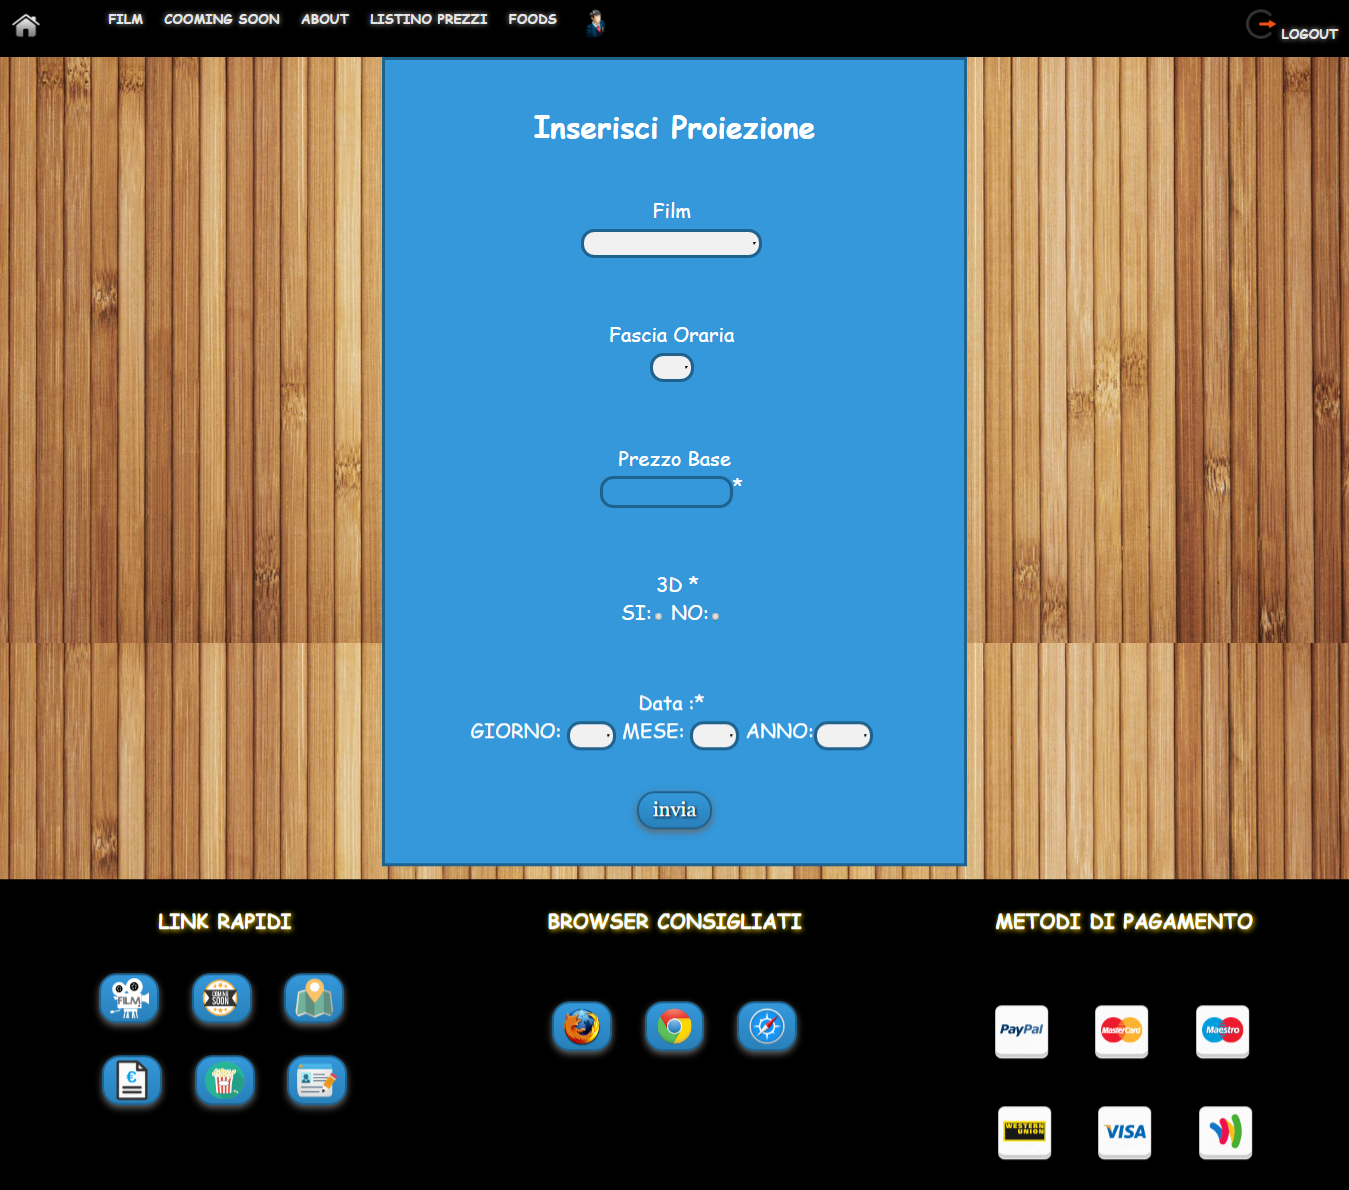 FILM COOMING SOON ABOUT LISTINO PREZZI FOODS LOGOUT
Inserisci Proiezione
Film
Fascia Oraria
Prezzo Base
*
3D *
SI: NO:
Data :*
GIORNO: MESE: ANNO:
invia
LINK RAPIDI BROWSER CONSIGLIATI METODI DI PAGAMENTO
FILM COMING SOON
PayPal MasterCard Maestro
€
WESTERN UNION VISA